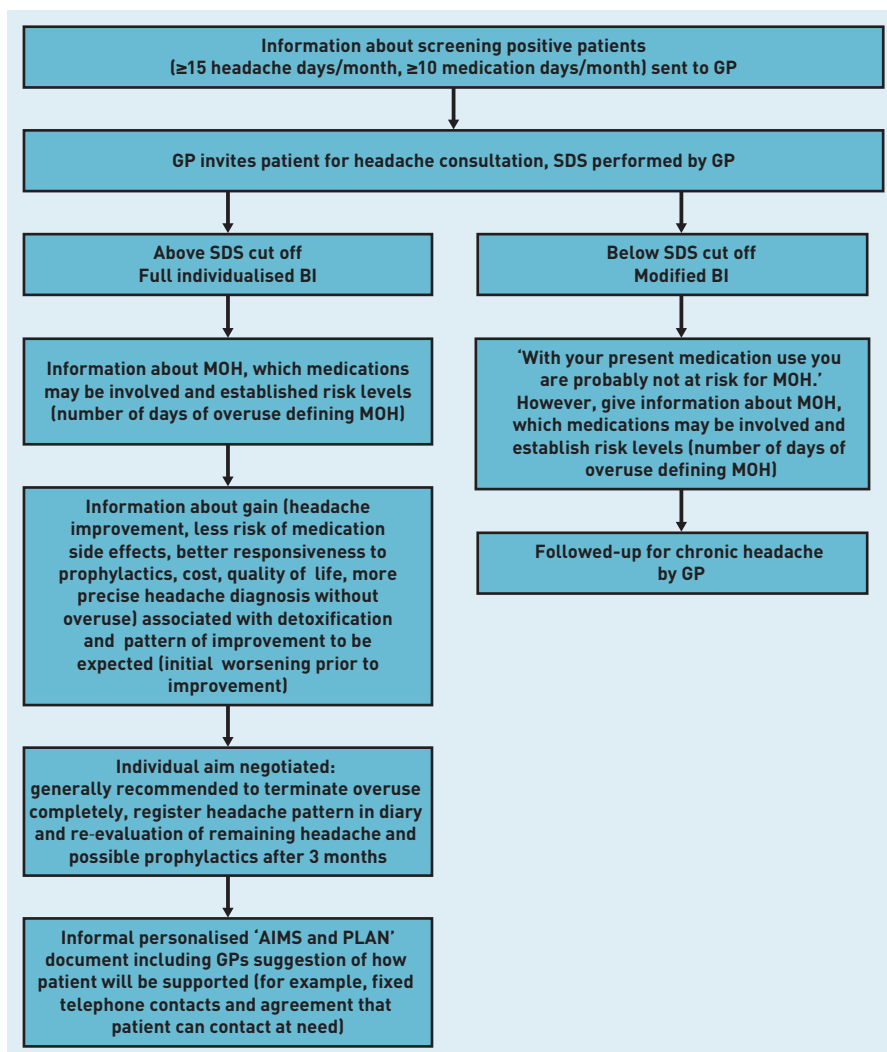 Information about screening positive patients
(≥15 headache days/month, ≥10 medication days/month) sent to GP
GP invites patient for headache consultation, SDS performed by GP
Above SDS cut off
Full individualised BI
Information about MOH, which medications
may be involved and established risk levels
(number of days of overuse defining MOH)
Information about gain (headache
improvement, less risk of medication
side effects, better responsiveness to
prophylactics, cost, quality of life, more
precise headache diagnosis without
overuse) associated with detoxification
and pattern of improvement to be
expected (initial worsening prior to
improvement)
Individual aim negotiated:
generally recommended to terminate overuse
completely, register headache pattern in diary
and re-evaluation of remaining headache and
possible prophylactics after 3 months
Informal personalised ‘AIMS and PLAN’
document including GPs suggestion of how
patient will be supported (for example, fixed
telephone contacts and agreement that
patient can contact at need)
Below SDS cut off
Modified BI
‘With your present medication use you
are probably not at risk for MOH.’
However, give information about MOH,
which medications may be involved and
establish risk levels (number of days of
overuse defining MOH)
Followed-up for chronic headache
by GP